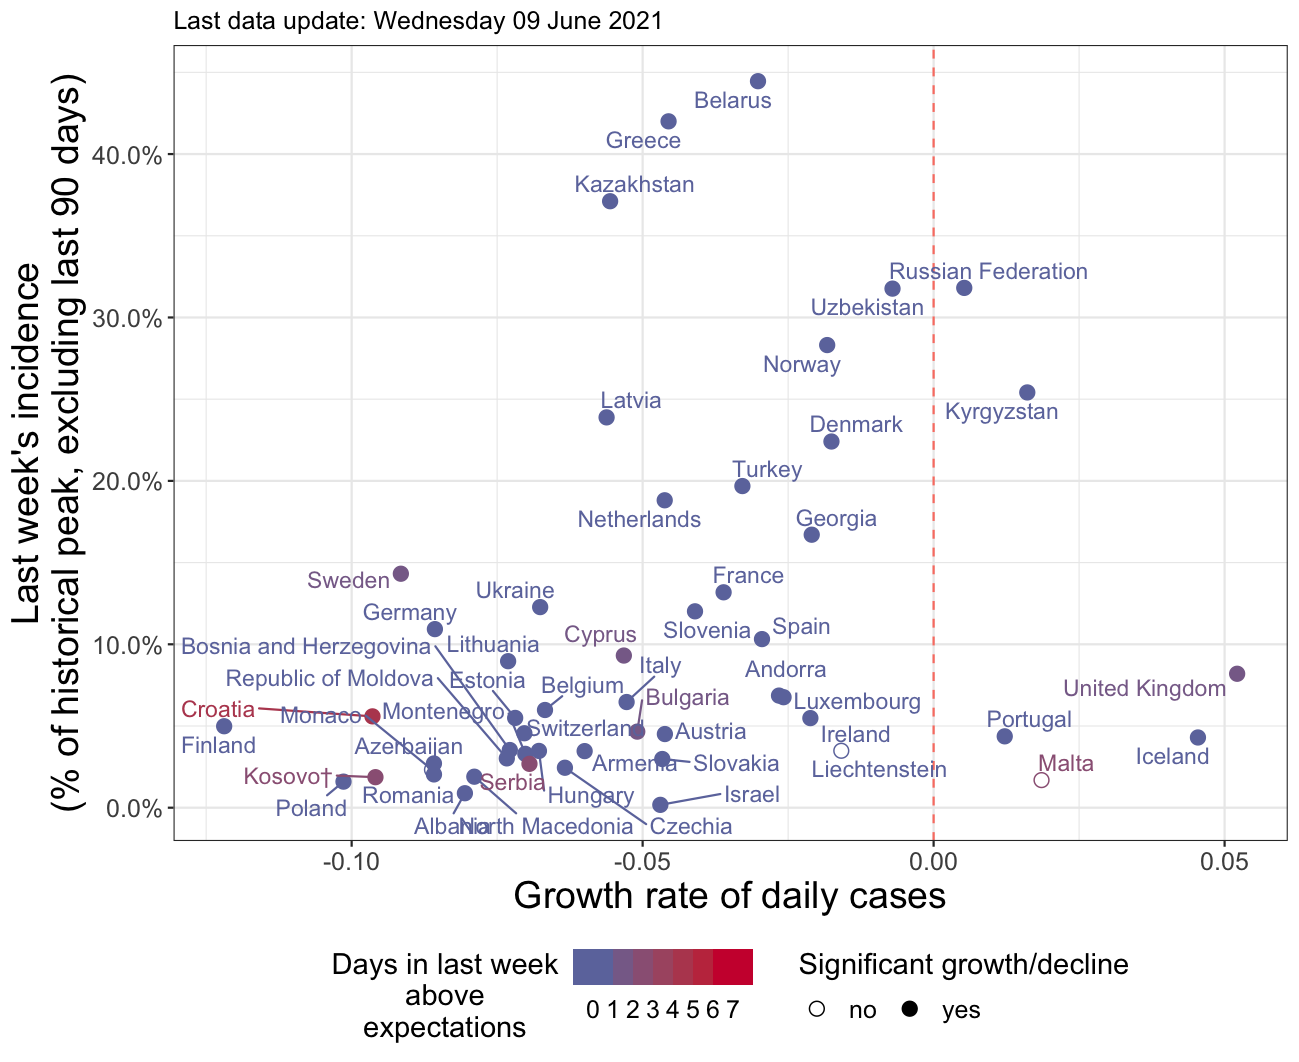 Last data update: Wednesday 09 June 2021
Last week's incidence
(% of historical peak, excluding last 90 days)
40.0%
30.0%
20.0%
10.0%
0.0%
Belarus
Greece
Kazakhstan
Russian Federation
Uzbekistan
Norway
Latvia
Kyrgyzstan
Denmark
Turkey
Netherlands
Georgia
France
Sweden
Ukraine
Germany
Cyprus
Slovenia
Spain
Bosnia and Herzegovina
Lithuania
Italy
Andorra
Republic of Moldova
Estonia
Belgium
United Kingdom
Bulgaria
Luxembourg
Croatia
Monaco
Montenegro
Switzerland
Austria
Ireland
Portugal
Finland
Azerbaijan
Armenia
Slovakia
Liechtenstein
Malta
Iceland
Kosovo†
Serbia
Poland
Romania
Hungary
Israel
Albania
North Macedonia
Czechia
-0.10
-0.05
0.00
0.05
Growth rate of daily cases
Days in last week
above
expectations
0 1 2 3 4 5 6 7
Significant growth/decline
no
yes